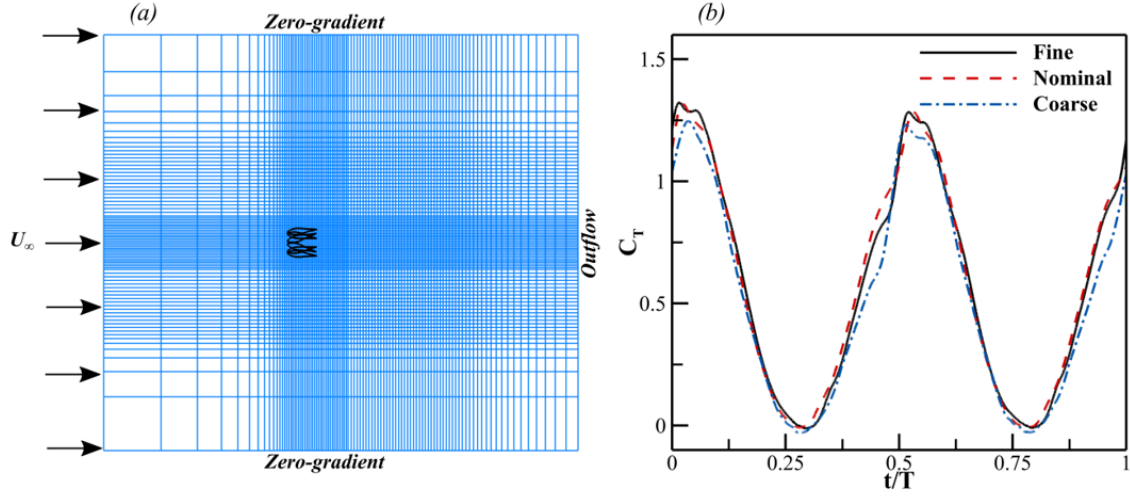 (a)
Zero-gradient
U∞
Outflow
Zero-gradient
(b)
Fine
Nominal
Coarse
C_T
1.5
1
0.5
0
0
0.25
0.5
0.75
1
t/T